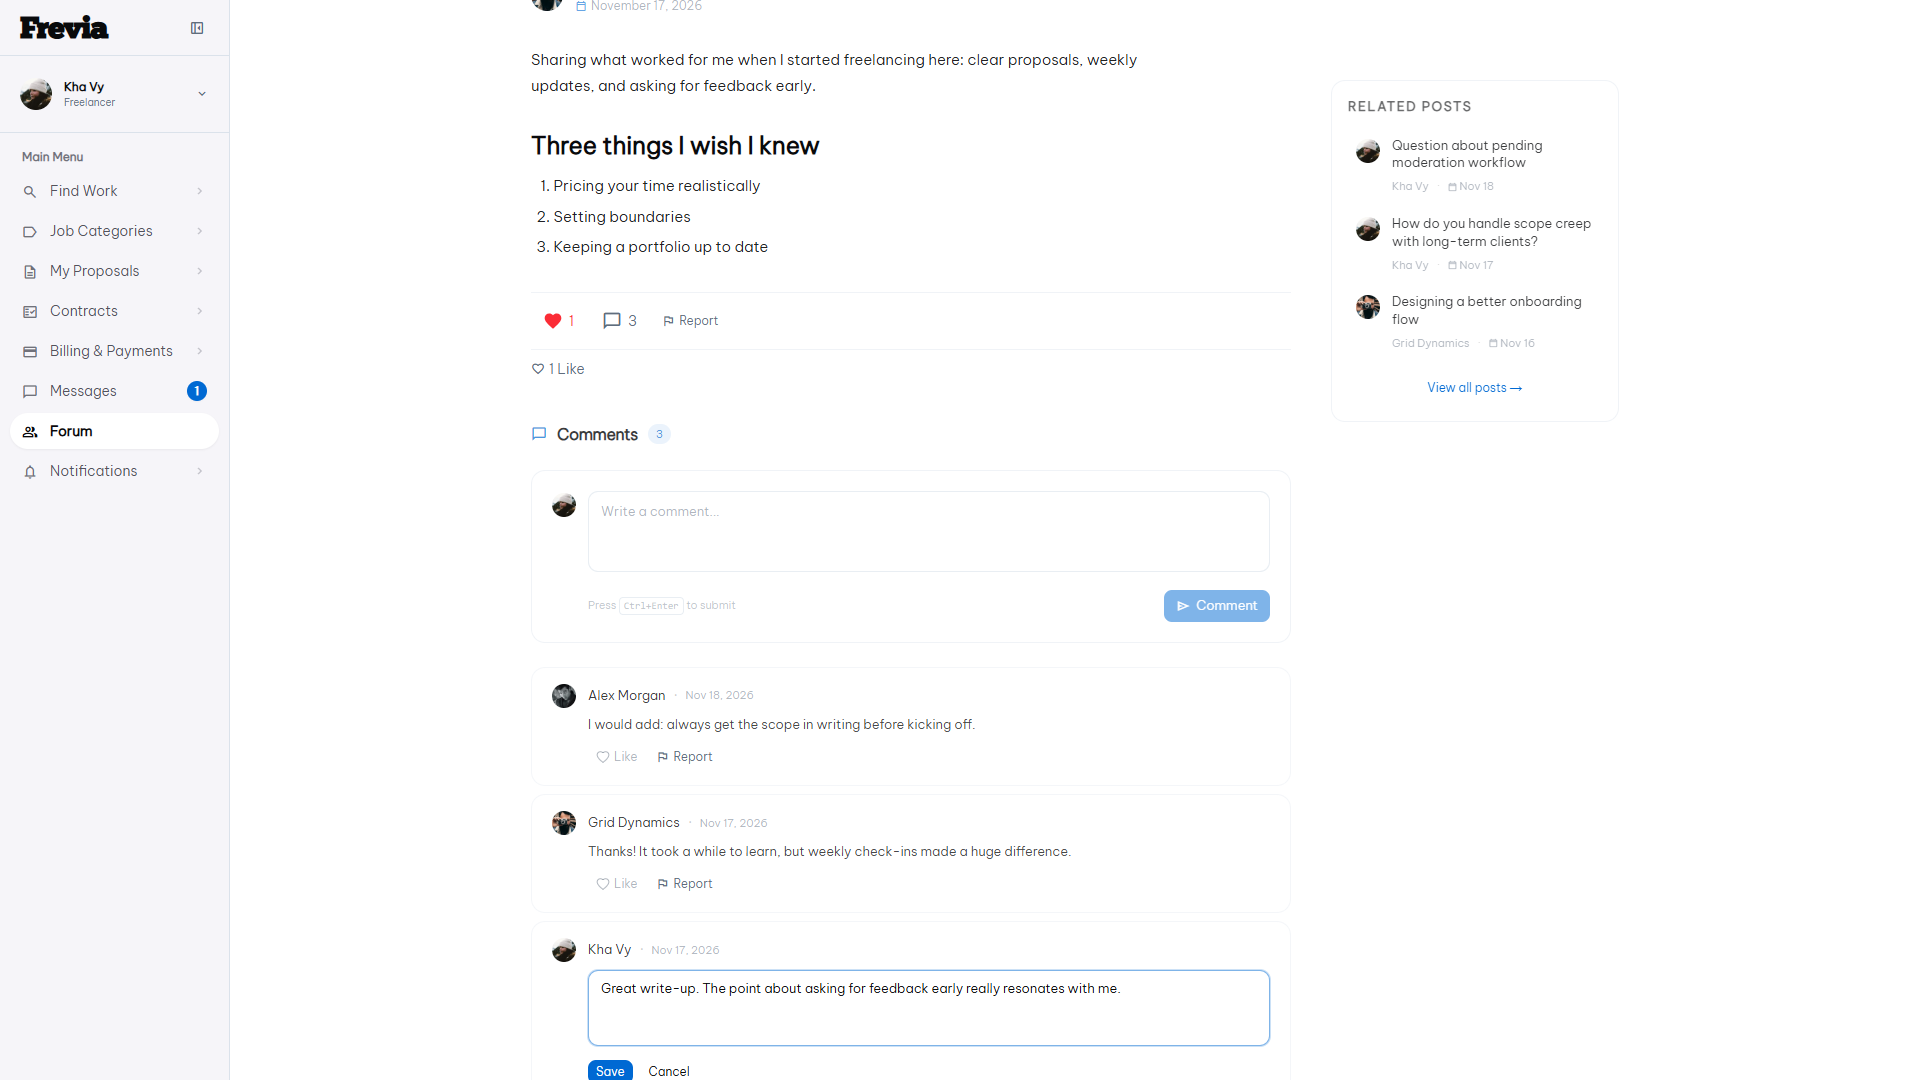 Frevia
Kha Vy
Freelancer
Main Menu
Find Work
Job Categories
My Proposals
Contracts
Billing & Payments
Messages
1
Forum
Notifications
November 17, 2026
Sharing what worked for me when I started freelancing here: clear proposals, weekly
updates, and asking for feedback early.
Three things I wish I knew
1. Pricing your time realistically
2. Setting boundaries
3. Keeping a portfolio up to date
1
3
Report
1 Like
Comments
3
Write a comment...
Press Ctrl+Enter to submit
Comment
Alex Morgan · Nov 18, 2026
I would add: always get the scope in writing before kicking off.
Like
Report
Grid Dynamics · Nov 17, 2026
Thanks! It took a while to learn, but weekly check-ins made a huge difference.
Like
Report
Kha Vy · Nov 17, 2026
Great write-up. The point about asking for feedback early really resonates with me.
Save
Cancel
RELATED POSTS
Question about pending
moderation workflow
Kha Vy · Nov 18
How do you handle scope creep
with long-term clients?
Kha Vy · Nov 17
Designing a better onboarding
flow
Grid Dynamics · Nov 16
View all posts →